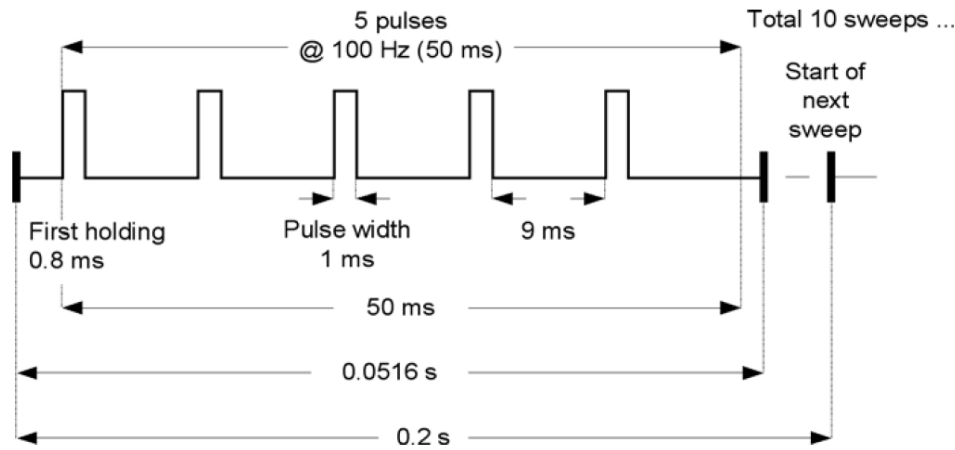 5 pulses
@ 100 Hz (50 ms)
Total 10 sweeps ...
Start of
next
sweep
First holding
0.8 ms
Pulse width
1 ms
9 ms
50 ms
0.0516 s
0.2 s